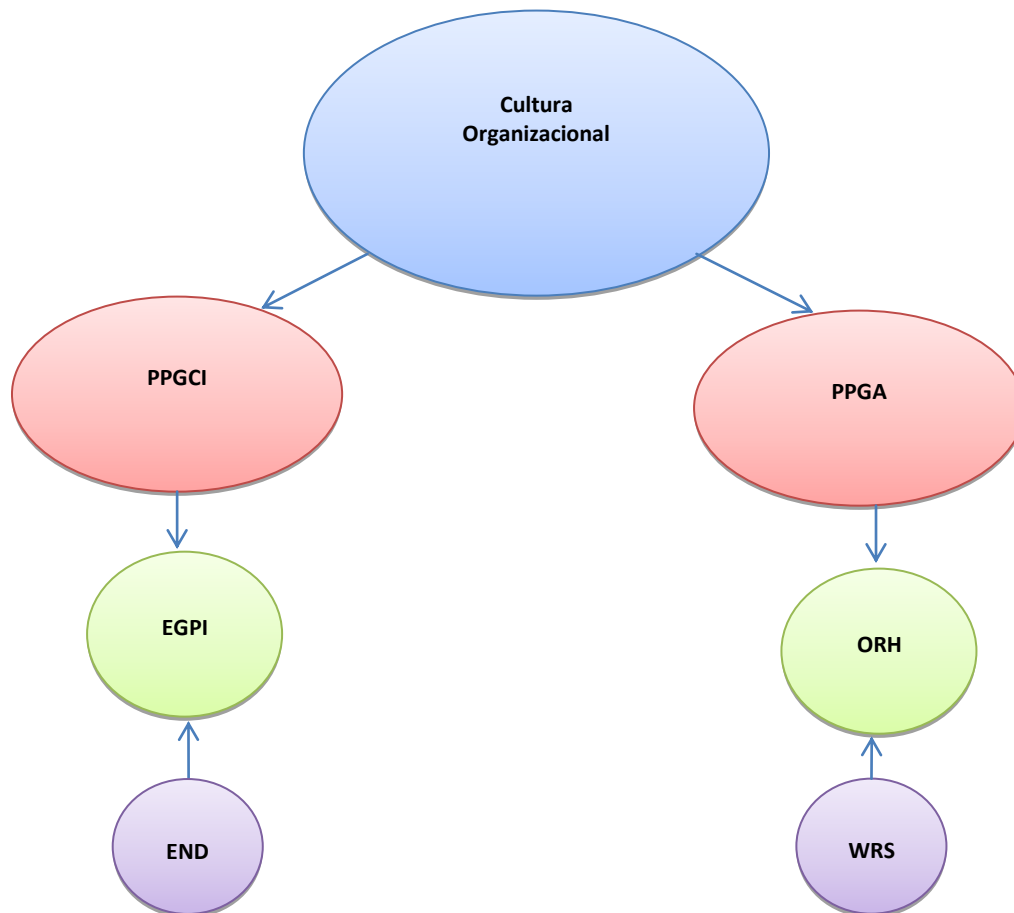 Cultura
Organizacional
PPGCI
PPGA
EGPI
ORH
END
WRS